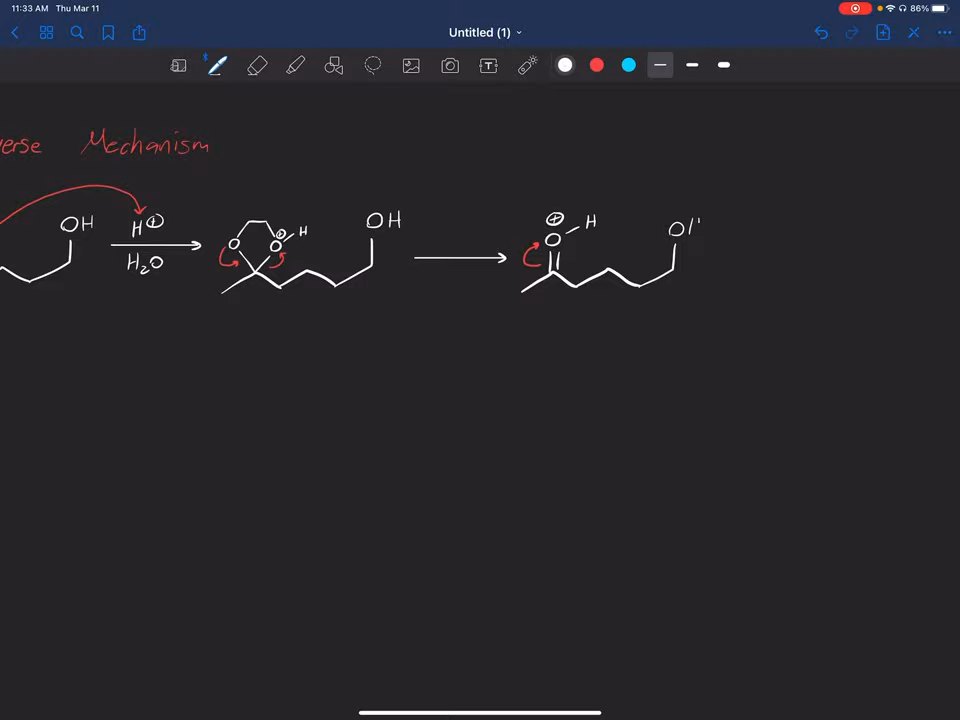 11:33 AM Thu Mar 11
86%
Untitled (1)
T
erse Mechanism
OH
H⊕
H₂O
O
O
⊕
H
OH
⊕
O
H
O